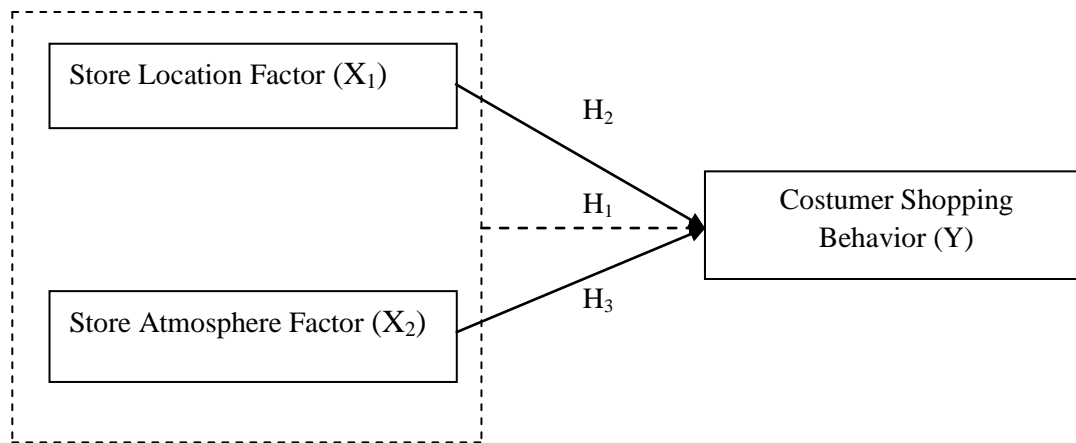 Store Location Factor (X₁)
H₂
H₁
Costumer Shopping
Behavior (Y)
Store Atmosphere Factor (X₂)
H₃